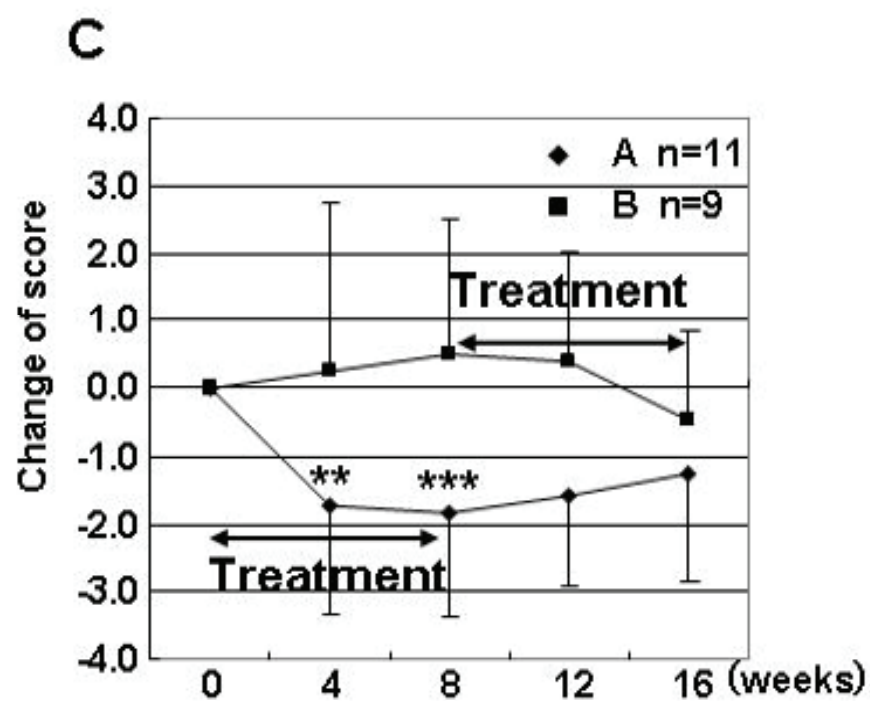 C
4.0
A n=11
3.0
B n=9
2.0
Treatment
1.0
0.0
-1.0
** ***
-2.0
Treatment
-3.0
-4.0
0 4 8 12 16 (weeks)
Change of score